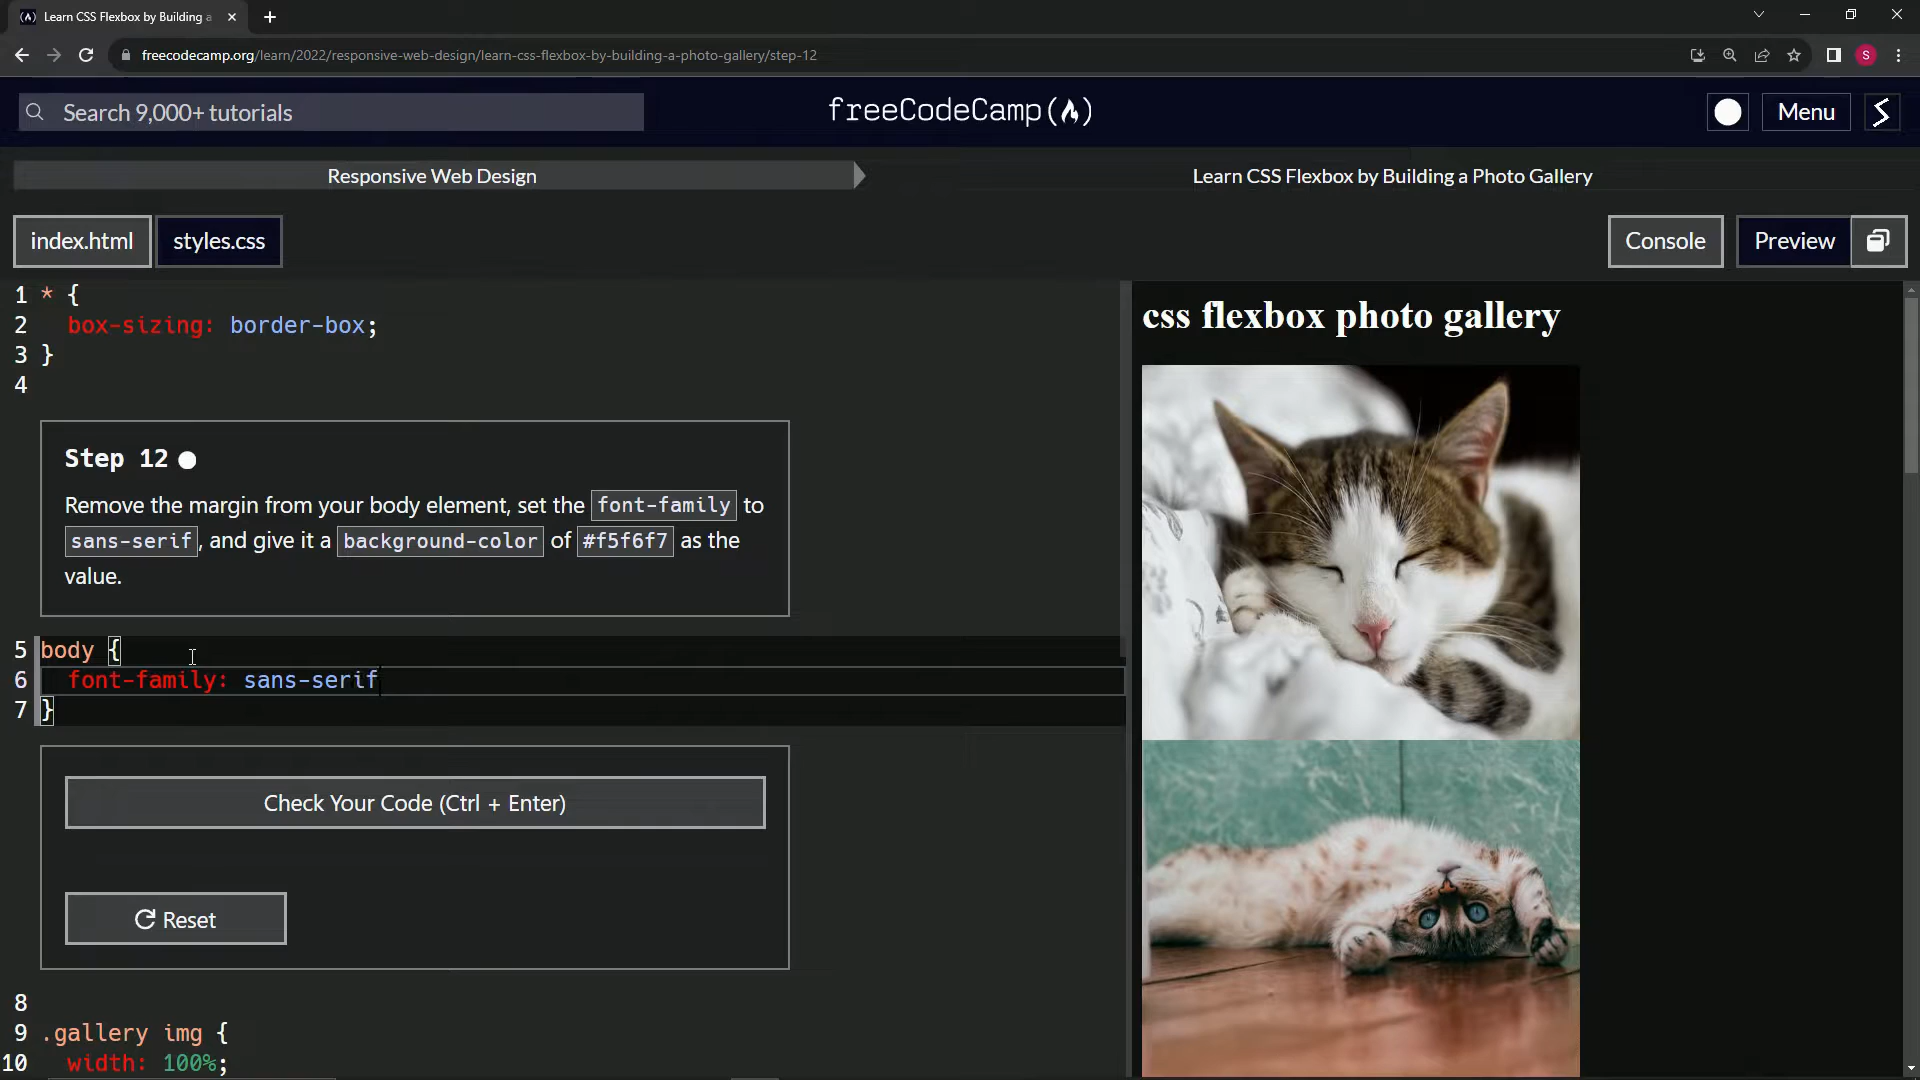 Learn CSS Flexbox by Building a
freecodecamp.org/learn/2022/responsive-web-design/learn-css-flexbox-by-building-a-photo-gallery/step-12
S
Search 9,000+ tutorials
freeCodeCamp
Menu
Responsive Web Design
Learn CSS Flexbox by Building a Photo Gallery
index.html
styles.css
Console
Preview
1 * {
2 box-sizing: border-box;
3 }
4
Step 12
Remove the margin from your body element, set the font-family to
sans-serif, and give it a background-color of #f5f6f7 as the
value.
5 body {
6 font-family: sans-serif
7 }
Check Your Code (Ctrl + Enter)
Reset
8
9 .gallery img {
10 width: 100%;
css flexbox photo gallery